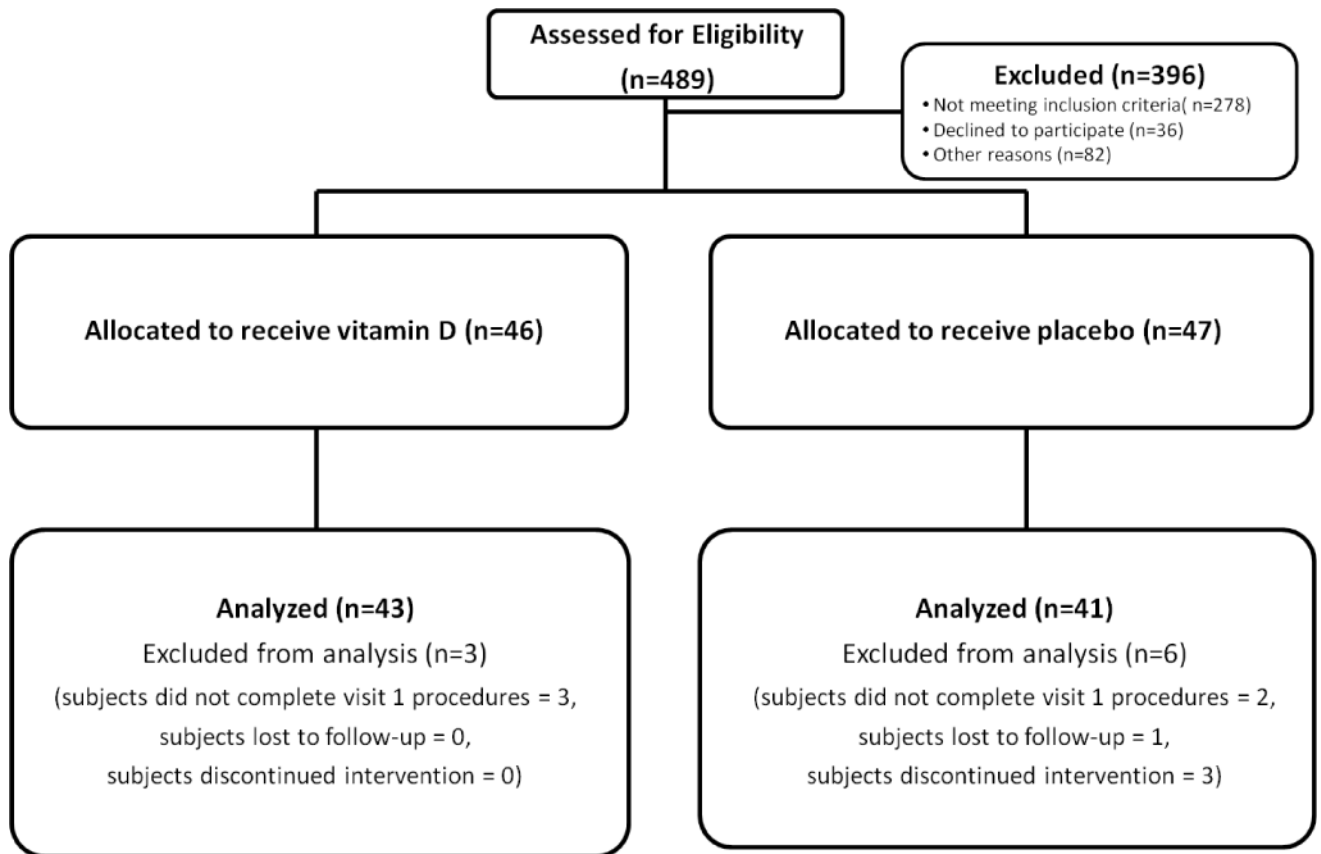 Assessed for Eligibility
(n=489)
Excluded (n=396)
• Not meeting inclusion criteria( n=278)
• Declined to participate (n=36)
• Other reasons (n=82)
Allocated to receive vitamin D (n=46)
Allocated to receive placebo (n=47)
Analyzed (n=43)
Excluded from analysis (n=3)
(subjects did not complete visit 1 procedures = 3,
subjects lost to follow-up = 0,
subjects discontinued intervention = 0)
Analyzed (n=41)
Excluded from analysis (n=6)
(subjects did not complete visit 1 procedures = 2,
subjects lost to follow-up = 1,
subjects discontinued intervention = 3)